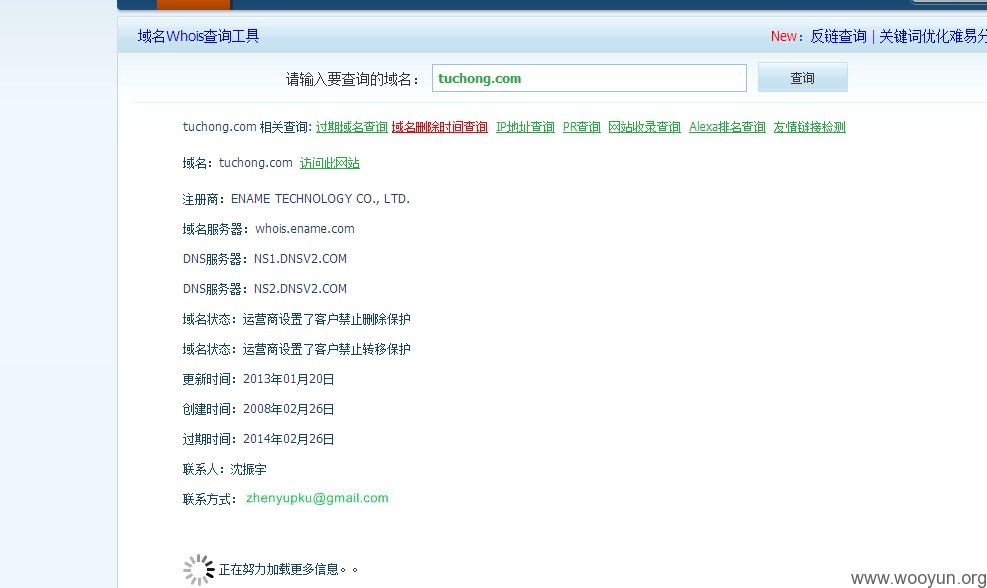 域名Whois查询工具 New：反链查询 | 关键词优化难易分
请输入要查询的域名： tuchong.com 查询
tuchong.com 相关查询: 过期域名查询 域名删除时间查询 IP地址查询 PR查询 网站收录查询 Alexa排名查询 友情链接检测
域名：tuchong.com 访问此网站
注册商：ENAME TECHNOLOGY CO., LTD.
域名服务器：whois.ename.com
DNS服务器：NS1.DNSV2.COM
DNS服务器：NS2.DNSV2.COM
域名状态：运营商设置了客户禁止删除保护
域名状态：运营商设置了客户禁止转移保护
更新时间：2013年01月20日
创建时间：2008年02月26日
过期时间：2014年02月26日
联系人：沈振宇
联系方式：zhenyupku@gmail.com
正在努力加载更多信息。。
www.wooyun.org